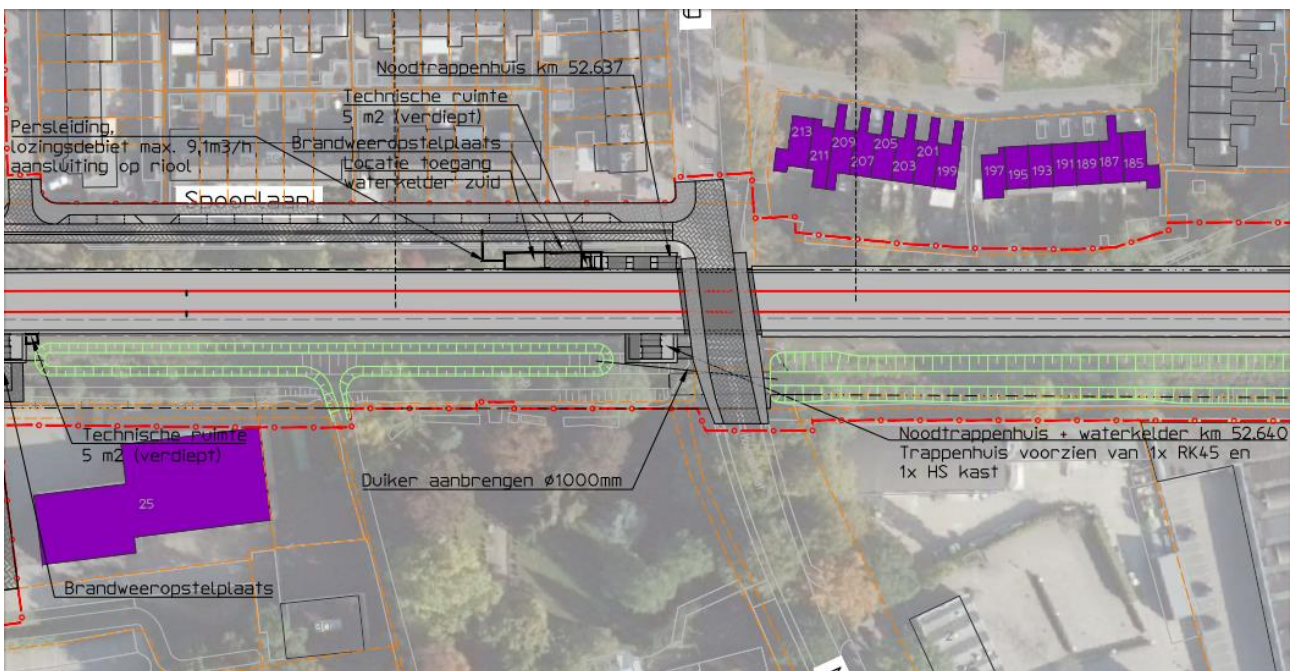 Noodtrappenhuis km 52.637
Technische ruimte
5 m2 (verdiept)
Brandweeropstelplaats
Locatie toegang
waterkelder zuid
Persleiding,
lozingsdebiet max. 9,1m3/h
aansluiting op riool
Spoorlaan
213
211
209
207
205
203
201
199
197
195
193
191
189
187
185
Technische ruimte
5 m2 (verdiept)
25
Brandweeropstelplaats
Duiker aanbrengen ø1000mm
Noodtrappenhuis + waterkelder km 52.640
Trappenhuis voorzien van 1x RK45 en
1x HS kast